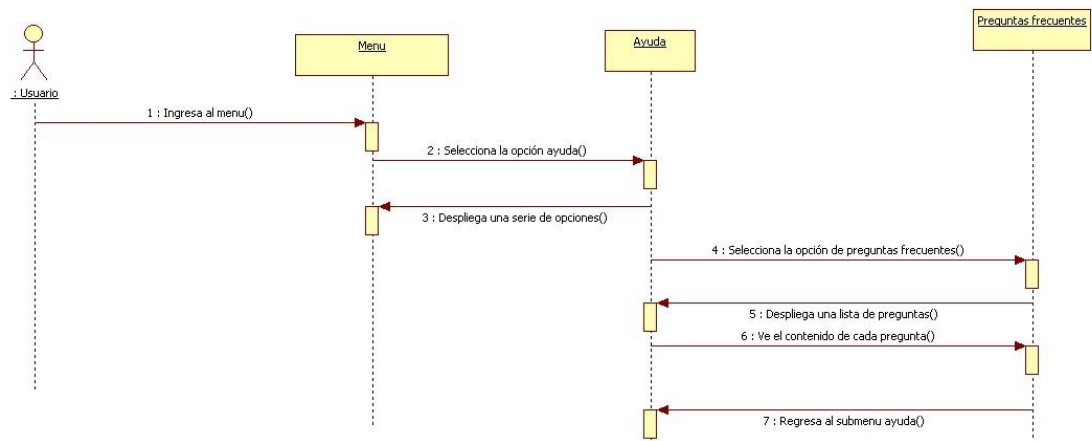 Preguntas frecuentes
Menu
Ayuda
: Usuario
1 : Ingresa al menu()
2 : Selecciona la opción ayuda()
3 : Despliega una serie de opciones()
4 : Selecciona la opción de preguntas frecuentes()
5 : Despliega una lista de preguntas()
6 : Ve el contenido de cada pregunta()
7 : Regresa al submenu ayuda()